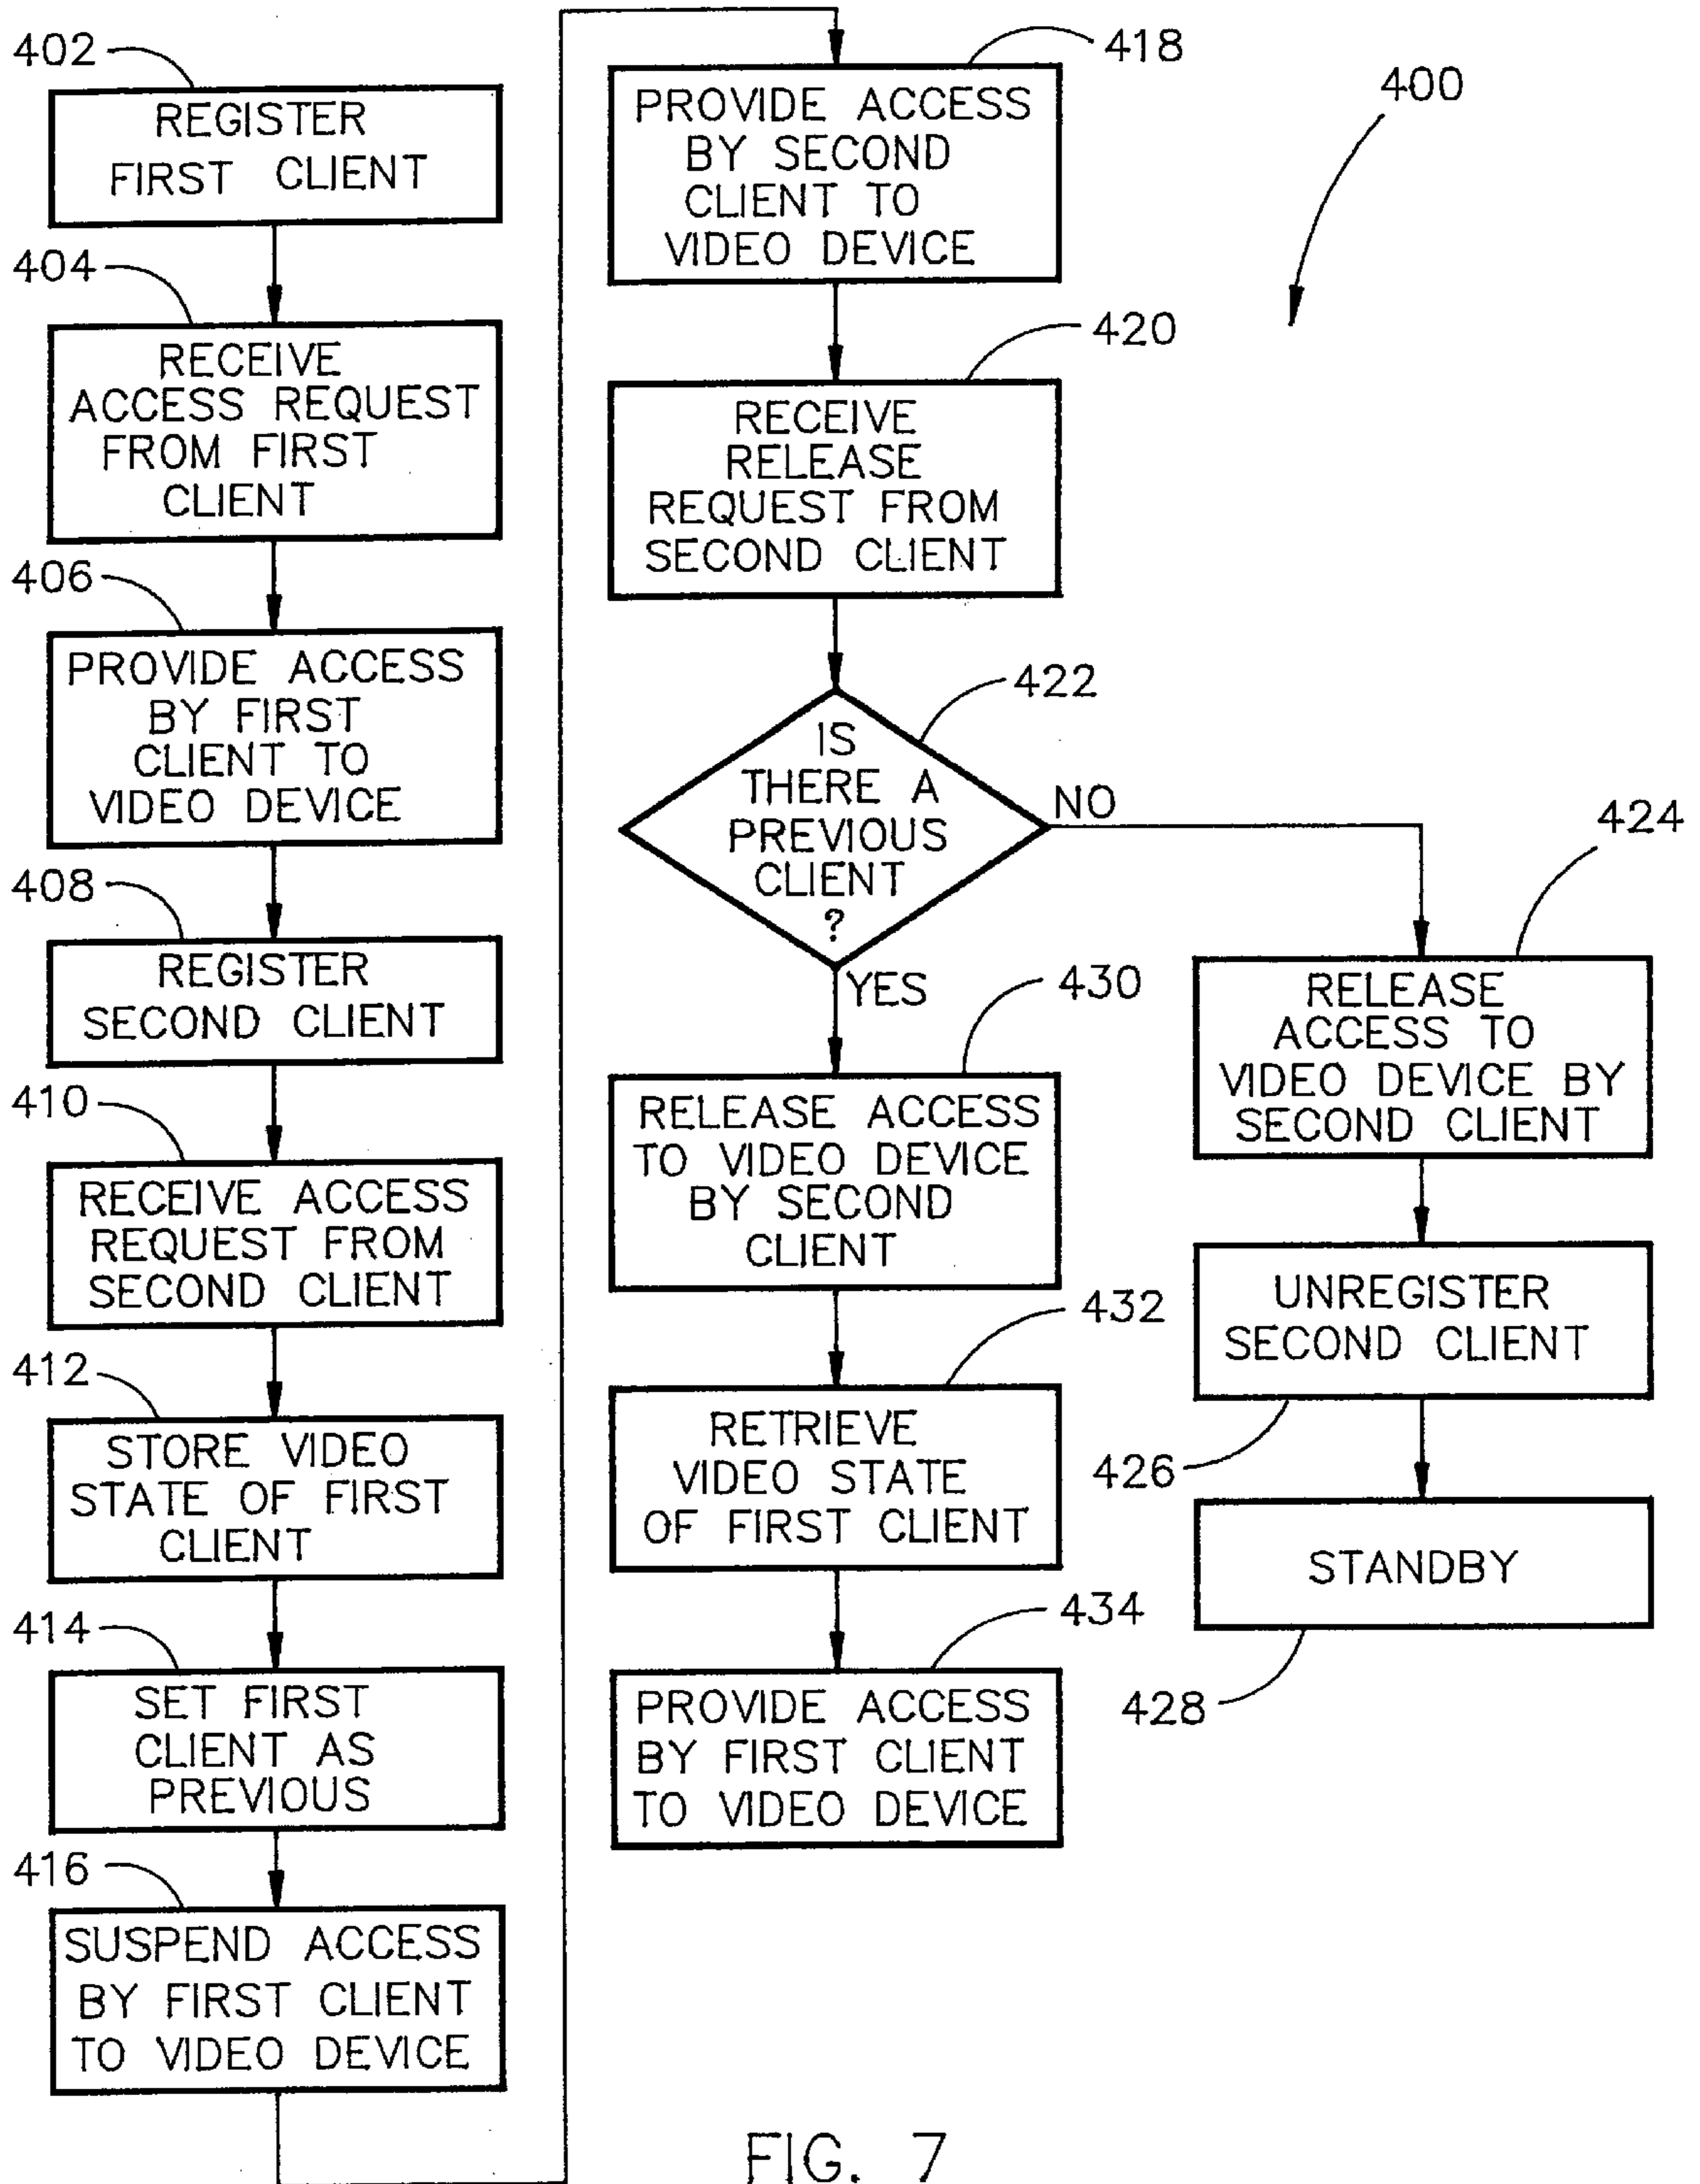 402
REGISTER
FIRST CLIENT
404
RECEIVE
ACCESS REQUEST
FROM FIRST
CLIENT
406
PROVIDE ACCESS
BY FIRST
CLIENT TO
VIDEO DEVICE
408
REGISTER
SECOND CLIENT
410
RECEIVE ACCESS
REQUEST FROM
SECOND CLIENT
412
STORE VIDEO
STATE OF FIRST
CLIENT
414
SET FIRST
CLIENT AS
PREVIOUS
416
SUSPEND ACCESS
BY FIRST CLIENT
TO VIDEO DEVICE
418
PROVIDE ACCESS
BY SECOND
CLIENT TO
VIDEO DEVICE
400
420
RECEIVE
RELEASE
REQUEST FROM
SECOND CLIENT
422
IS
THERE A
PREVIOUS
CLIENT
?
NO
YES
424
RELEASE
ACCESS TO
VIDEO DEVICE BY
SECOND CLIENT
UNREGISTER
SECOND CLIENT
426
STANDBY
428
430
RELEASE ACCESS
TO VIDEO DEVICE
BY SECOND
CLIENT
432
RETRIEVE
VIDEO STATE
OF FIRST CLIENT
434
PROVIDE ACCESS
BY FIRST CLIENT
TO VIDEO DEVICE
FIG. 7